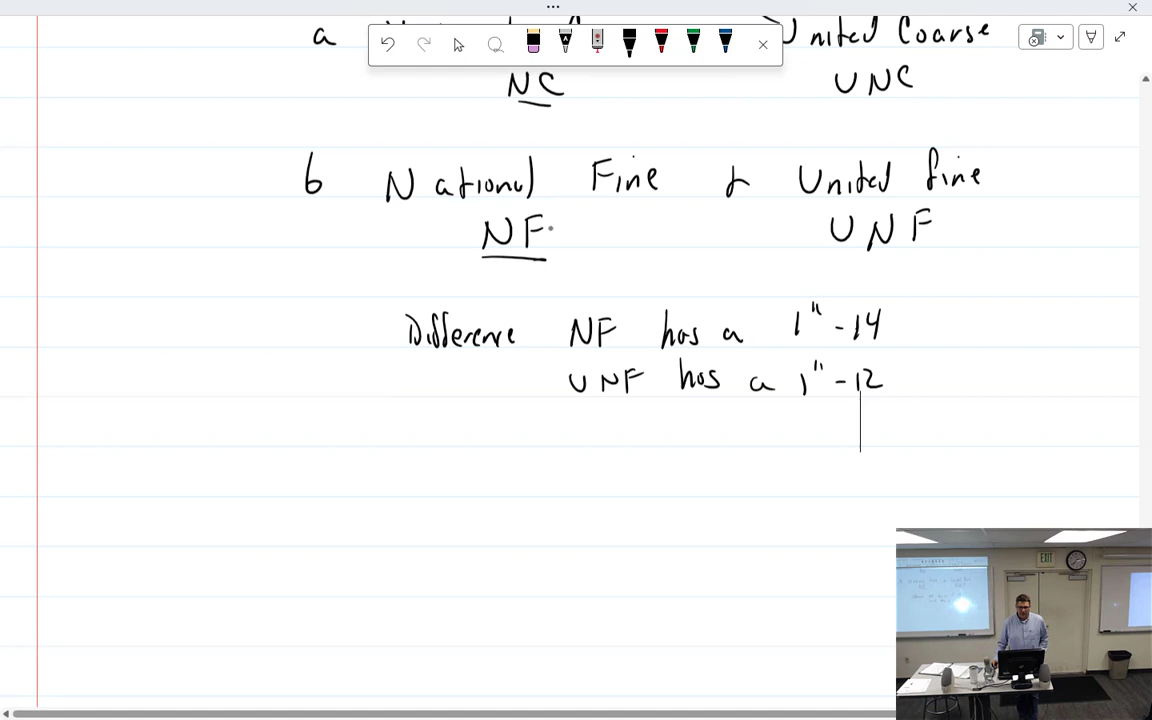 a United Coarse
NC UNC
b National Fine & United fine
NF UNF
Difference NF has a 1" -14
UNF has a 1" -12
EXIT